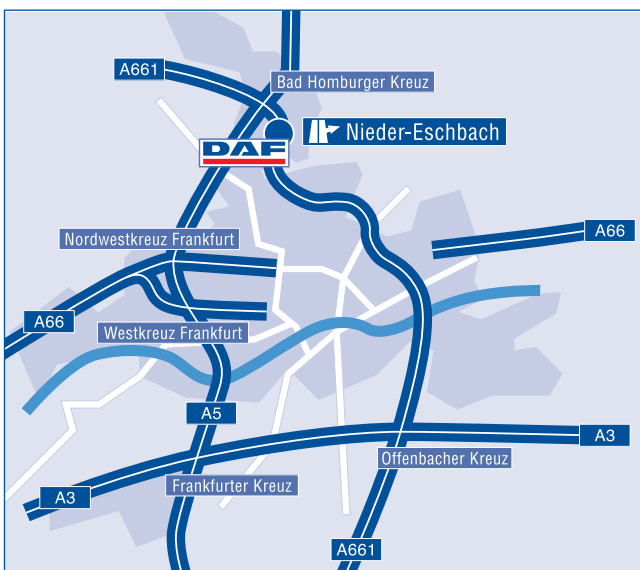 A661
Bad Homburger Kreuz
Nieder-Eschbach
DAF
Nordwestkreuz Frankfurt
A66
A66
Westkreuz Frankfurt
A5
A3
Offenbacher Kreuz
Frankfurter Kreuz
A3
A661